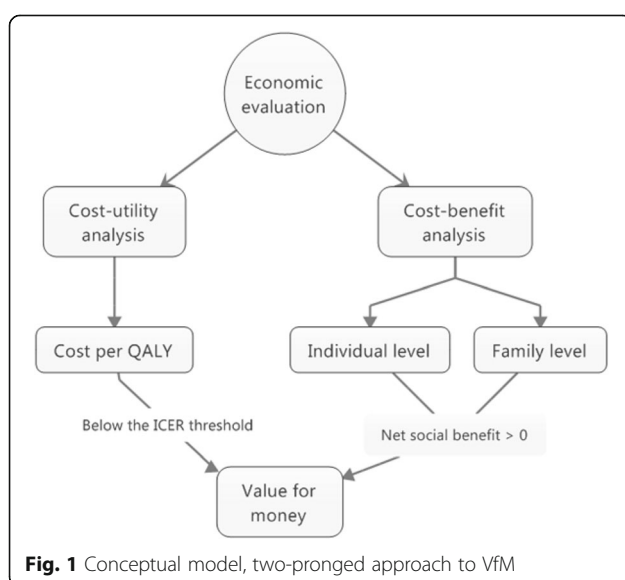 Economic
evaluation
Cost-utility
analysis
Cost-benefit
analysis
Cost per QALY
Individual level
Family level
Below the ICER threshold
Net social benefit > 0
Value for
money
Fig. 1 Conceptual model, two-pronged approach to VfM